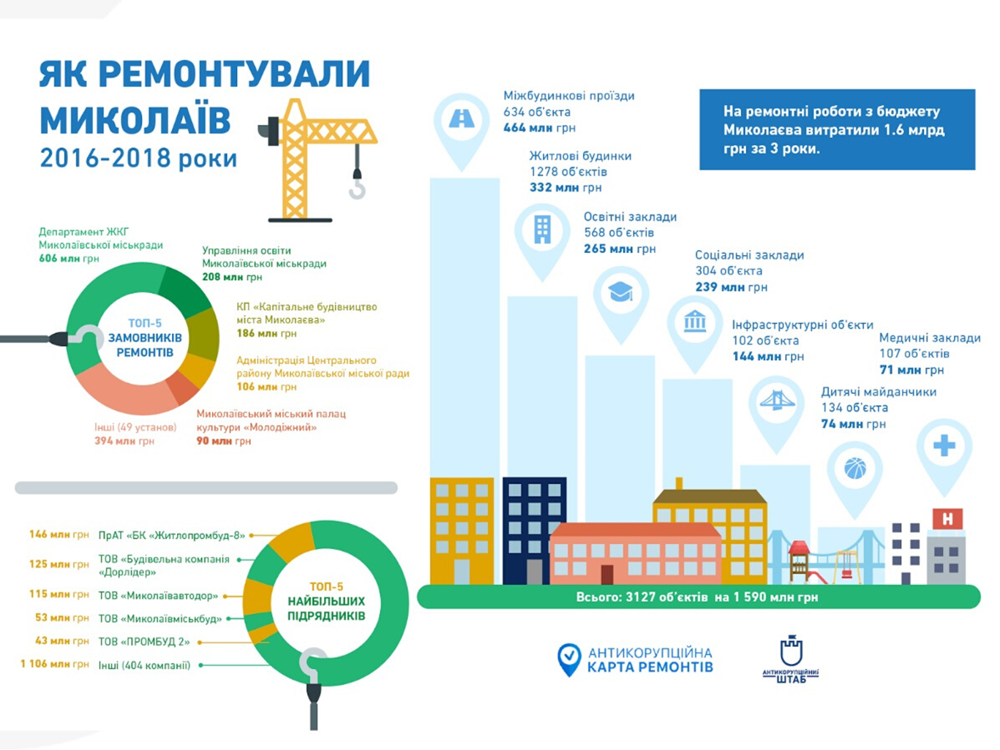 ЯК РЕМОНТУВАЛИ
МИКОЛАЇВ
2016-2018 роки
Департамент ЖКГ
Миколаївської міськради
606 млн грн
Управління освіти
Миколаївської міськради
208 млн грн
КП «Капітальне будівництво
міста Миколаєва»
186 млн грн
Адміністрація Центрального
району Миколаївської міської ради
106 млн грн
Миколаївський міський палац
культури «Молодіжний»
90 млн грн
Інші (49 установ)
394 млн грн
ТОП-5
ЗАМОВНИКІВ
РЕМОНТІВ
146 млн грн ПрАТ «БК «Житлопромбуд-8»
125 млн грн ТОВ «Будівельна компанія
«Дорлідер»
115 млн грн ТОВ «Миколаївавтодор»
53 млн грн ТОВ «Миколаївміськбуд»
43 млн грн ТОВ «ПРОМБУД 2»
1 106 млн грн Інші (404 компанії)
ТОП-5
НАЙБІЛЬШИХ
ПІДРЯДНИКІВ
Міжбудинкові проїзди
634 об'єкта
464 млн грн
Житлові будинки
1278 об'єктів
332 млн грн
Освітні заклади
568 об'єктів
265 млн грн
Соціальні заклади
304 об'єкта
239 млн грн
Інфраструктурні об'єкти
102 об'єкта
144 млн грн
Дитячі майданчики
134 об'єкта
74 млн грн
Медичні заклади
107 об'єктів
71 млн грн
На ремонтні роботи з бюджету
Миколаєва витратили 1.6 млрд
грн за 3 роки.
H
Всього: 3127 об'єктів на 1 590 млн грн
АНТИКОРУПЦІЙНА
КАРТА РЕМОНТІВ
АНТИКОРУПЦІЙНИЙ
ШТАБ